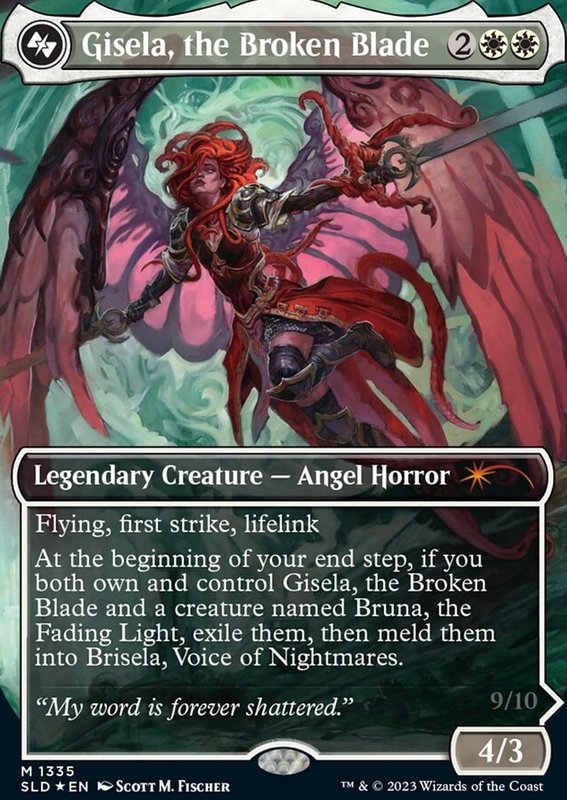 Gisela, the Broken Blade 2
Legendary Creature — Angel Horror
Flying, first strike, lifelink
At the beginning of your end step, if you
both own and control Gisela, the Broken
Blade and a creature named Bruna, the
Fading Light, exile them, then meld them
into Brisela, Voice of Nightmares.
“My word is forever shattered.”
9/10
4/3
M 1335
SLD ★ EN Scott M. Fischer
™ & © 2023 Wizards of the Coast